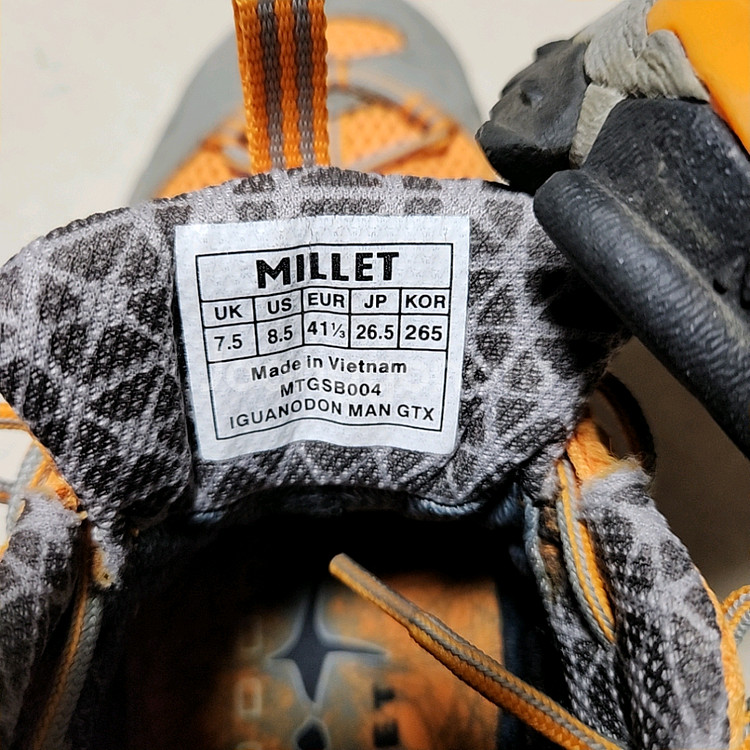 MILLET
UK US EUR JP KOR
7.5 8.5 41⅓ 26.5 265
Made in Vietnam
MTGSB004
IGUANODON MAN GTX